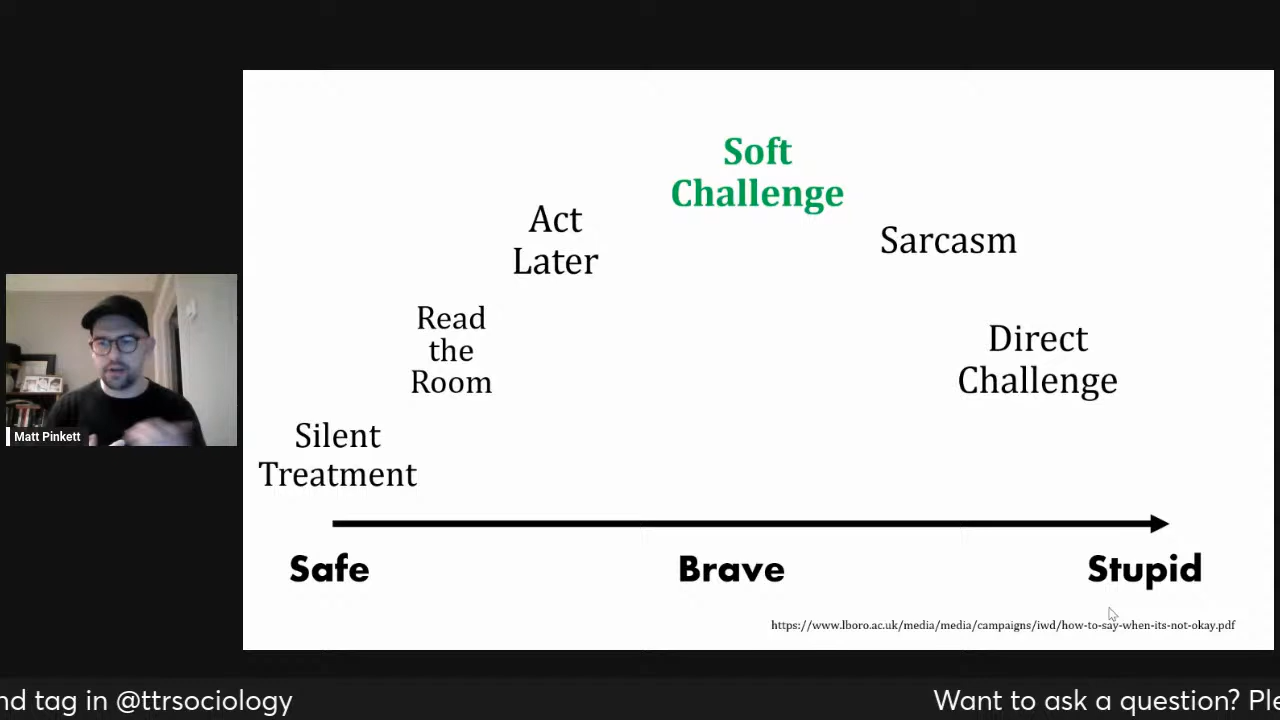 Soft
Challenge
Act
Later
Sarcasm
Read
the
Room
Direct
Challenge
Silent
Treatment
Matt Pinkett
Safe
Brave
Stupid
https://www.lboro.ac.uk/media/media/campaigns/iwd/how-to-say-when-its-not-okay.pdf
nd tag in @ttrsociology
Want to ask a question? Ple